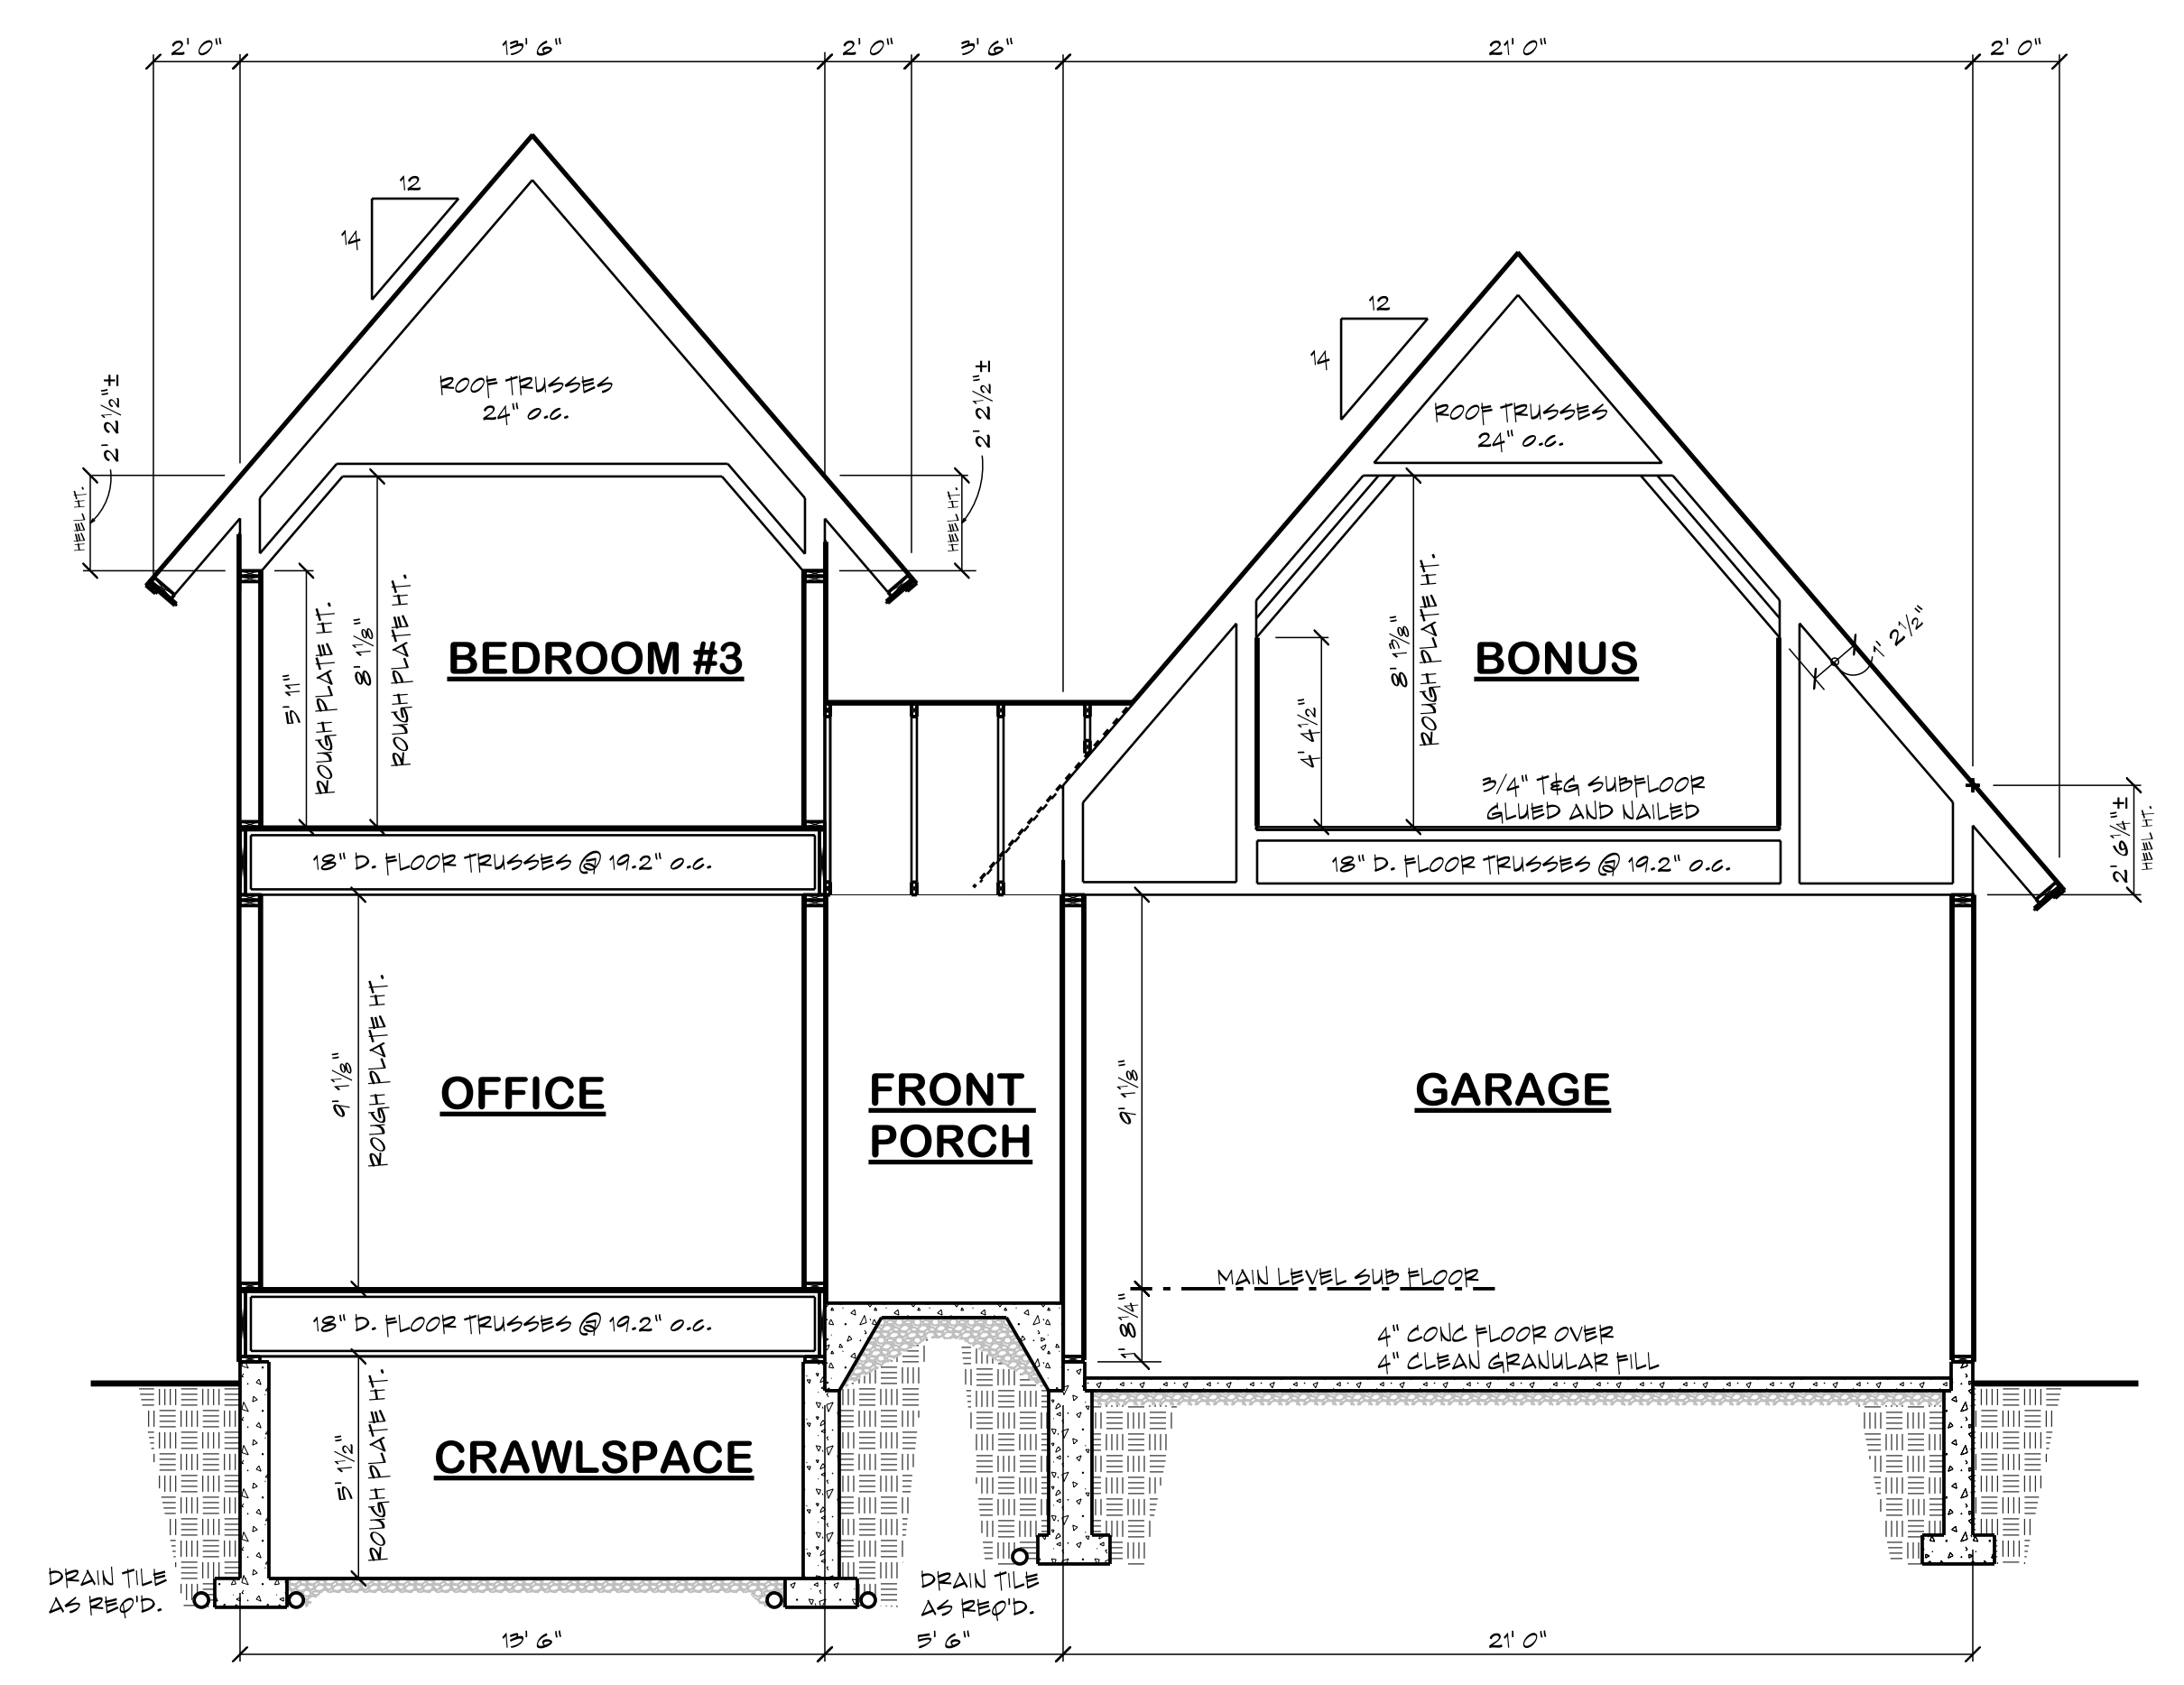 2' 0"
13' 6"
2' 0"
3' 6"
21' 0"
2' 0"
12
14
12
14
ROOF TRUSSES
24" O.C.
ROOF TRUSSES
24" O.C.
2' 2½"±
HEEL HT.
2' 2½"±
HEEL HT.
5' 11"
ROUGH PLATE HT.
8' 1⅛"
ROUGH PLATE HT.
BEDROOM #3
8' 1⅜"
ROUGH PLATE HT.
BONUS
1' 2½"
4' 4½"
3/4" T&G SUBFLOOR
GLUED AND NAILED
2' 6¼"±
HEEL HT.
18" D. FLOOR TRUSSES @ 19.2" O.C.
18" D. FLOOR TRUSSES @ 19.2" O.C.
9' 1⅛"
ROUGH PLATE HT.
OFFICE
FRONT
PORCH
9' 1⅛"
GARAGE
MAIN LEVEL SUB FLOOR
1' 8¼"
18" D. FLOOR TRUSSES @ 19.2" O.C.
4" CONC FLOOR OVER
4" CLEAN GRANULAR FILL
5' 1½"
ROUGH PLATE HT.
CRAWLSPACE
DRAIN TILE
AS REQ'D.
DRAIN TILE
AS REQ'D.
13' 6"
5' 6"
21' 0"